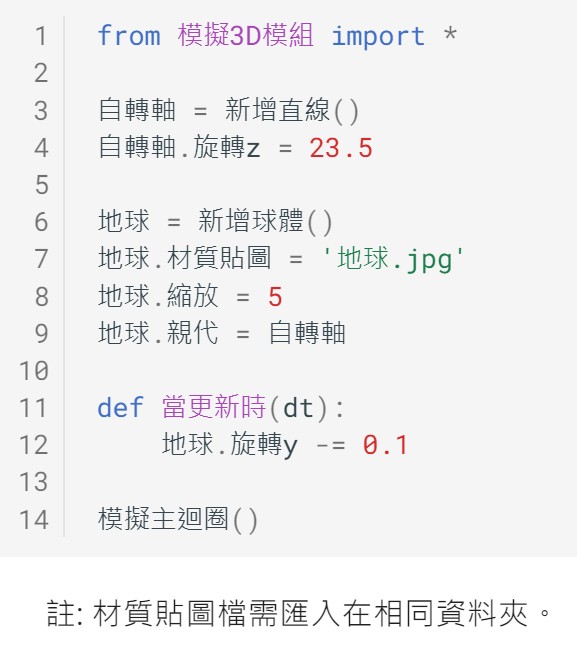 1 from 模擬3D模組 import *
2
3 自轉軸 = 新增直線()
4 自轉軸.旋轉z = 23.5
5
6 地球 = 新增球體()
7 地球.材質貼圖 = '地球.jpg'
8 地球.縮放 = 5
9 地球.親代 = 自轉軸
10
11 def 當更新時(dt):
12     地球.旋轉y -= 0.1
13
14 模擬主迴圈()
註: 材質貼圖檔需匯入在相同資料夾。